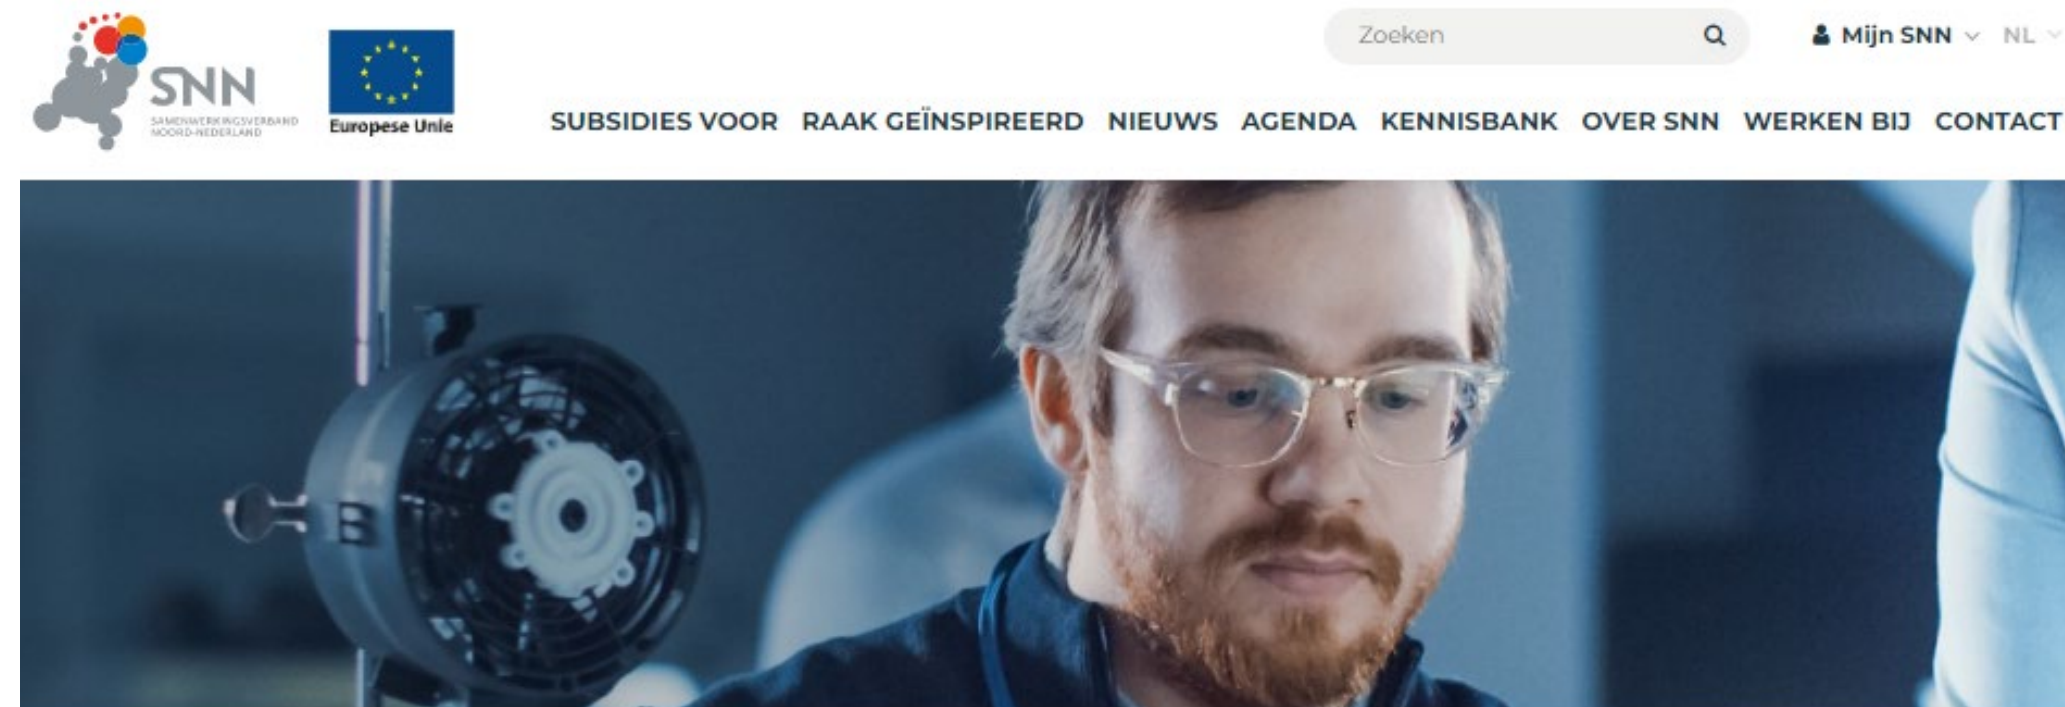 Zoeken
Mijn SNN
NL
SNN
SAMENWERKINGSVERBAND
NOORD-NEDERLAND
Europese Unie
SUBSIDIES VOOR RAAK GEÏNSPIREERD NIEUWS AGENDA KENNISBANK OVER SNN WERKEN BIJ CONTACT